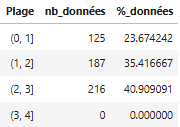 Plage nb_données %_données
(0, 1] 125 23.674242
(1, 2] 187 35.416667
(2, 3] 216 40.909091
(3, 4] 0 0.000000